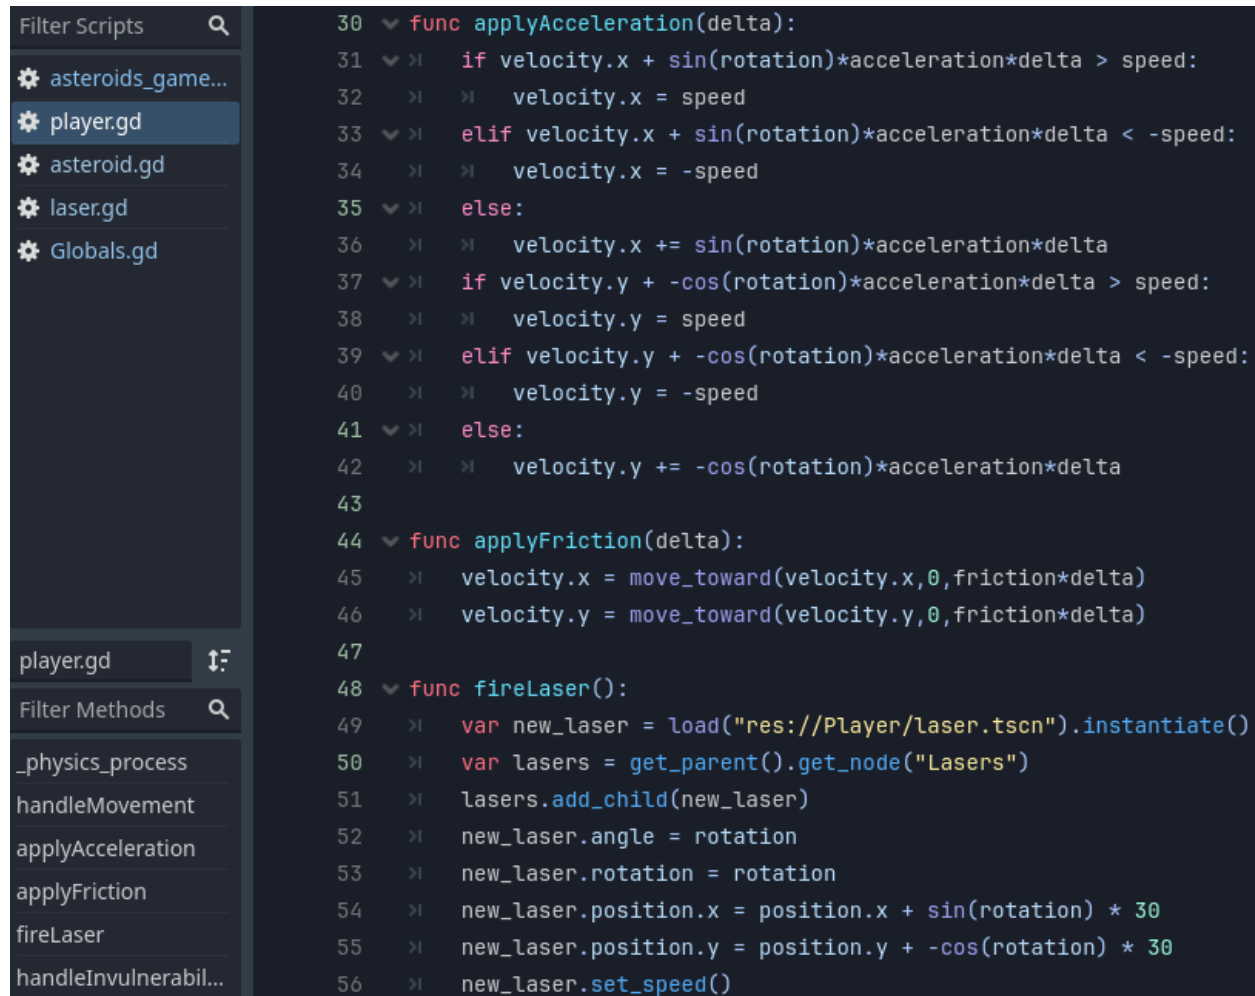 Filter Scripts
asteroids_game...
player.gd
asteroid.gd
laser.gd
Globals.gd
player.gd
Filter Methods
_physics_process
handleMovement
applyAcceleration
applyFriction
fireLaser
handleInvulnerabil...
30 func applyAcceleration(delta):
31 if velocity.x + sin(rotation)*acceleration*delta > speed:
32 velocity.x = speed
33 elif velocity.x + sin(rotation)*acceleration*delta < -speed:
34 velocity.x = -speed
35 else:
36 velocity.x += sin(rotation)*acceleration*delta
37 if velocity.y + -cos(rotation)*acceleration*delta > speed:
38 velocity.y = speed
39 elif velocity.y + -cos(rotation)*acceleration*delta < -speed:
40 velocity.y = -speed
41 else:
42 velocity.y += -cos(rotation)*acceleration*delta
43
44 func applyFriction(delta):
45 velocity.x = move_toward(velocity.x,0,friction*delta)
46 velocity.y = move_toward(velocity.y,0,friction*delta)
47
48 func fireLaser():
49 var new_laser = load("res://Player/laser.tscn").instantiate()
50 var lasers = get_parent().get_node("Lasers")
51 lasers.add_child(new_laser)
52 new_laser.angle = rotation
53 new_laser.rotation = rotation
54 new_laser.position.x = position.x + sin(rotation) * 30
55 new_laser.position.y = position.y + -cos(rotation) * 30
56 new_laser.set_speed()